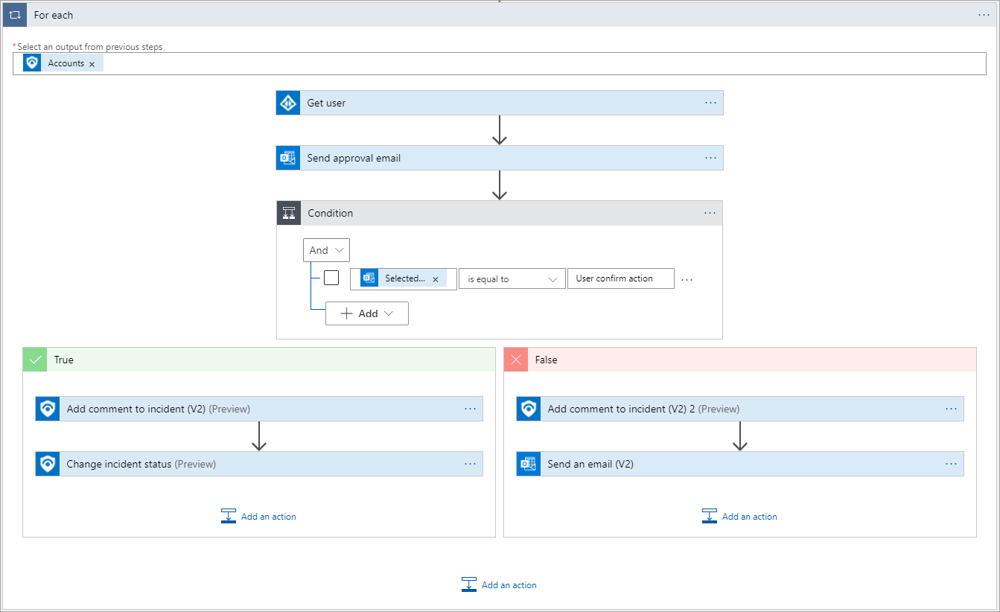 For each
*Select an output from previous steps
Accounts
Get user
Send approval email
Condition
And
Selected... is equal to User confirm action
Add
True
Add comment to incident (V2) (Preview)
Change incident status (Preview)
Add an action
False
Add comment to incident (V2) 2 (Preview)
Send an email (V2)
Add an action
Add an action